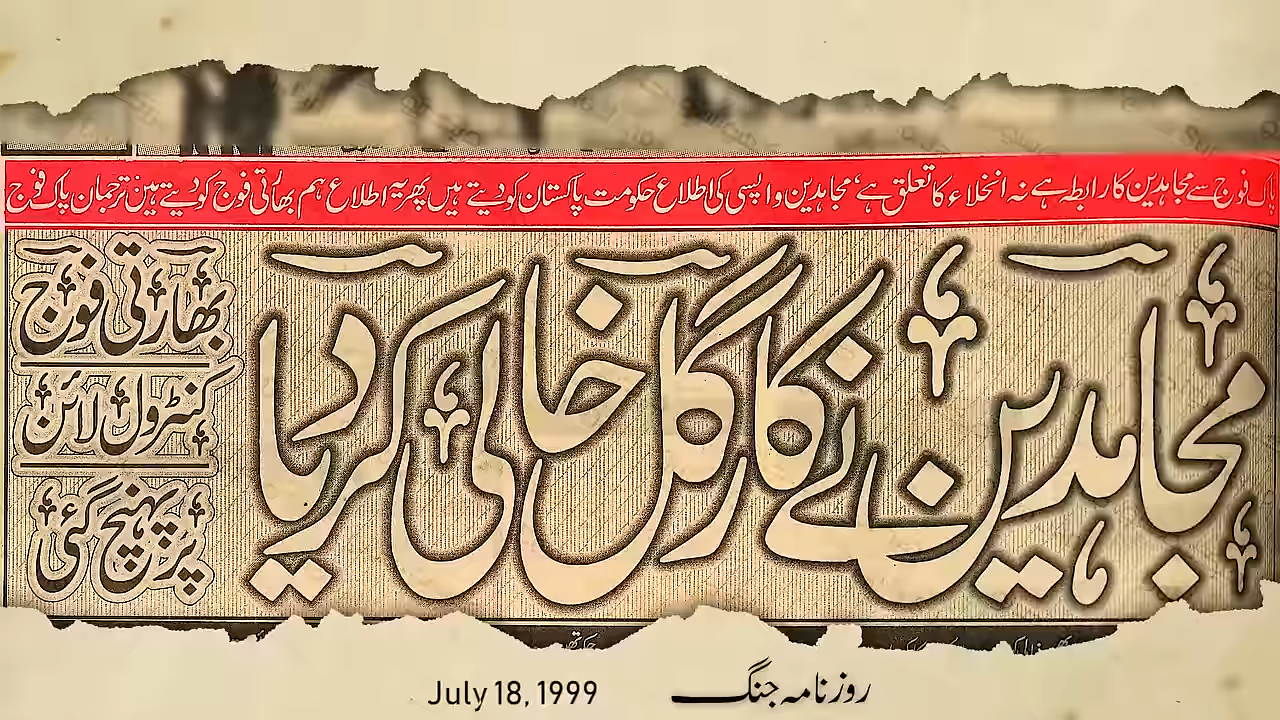 پاک فوج سے مجاہدین کا رابطہ ہے نہ انخلاء کا تعلق ہے، مجاہدین واپسی کی اطلاع حکومت پاکستان کو دیتے ہیں پھر یہ اطلاع ہم بھارتی فوج کو دیتے ہیں: ترجمان پاک فوج
مجاہدین نے کارگل خالی کر دیا
بھارتی فوج
کنٹرول لائن
پر پہنچ گئی
روزنامہ جنگ
July 18, 1999